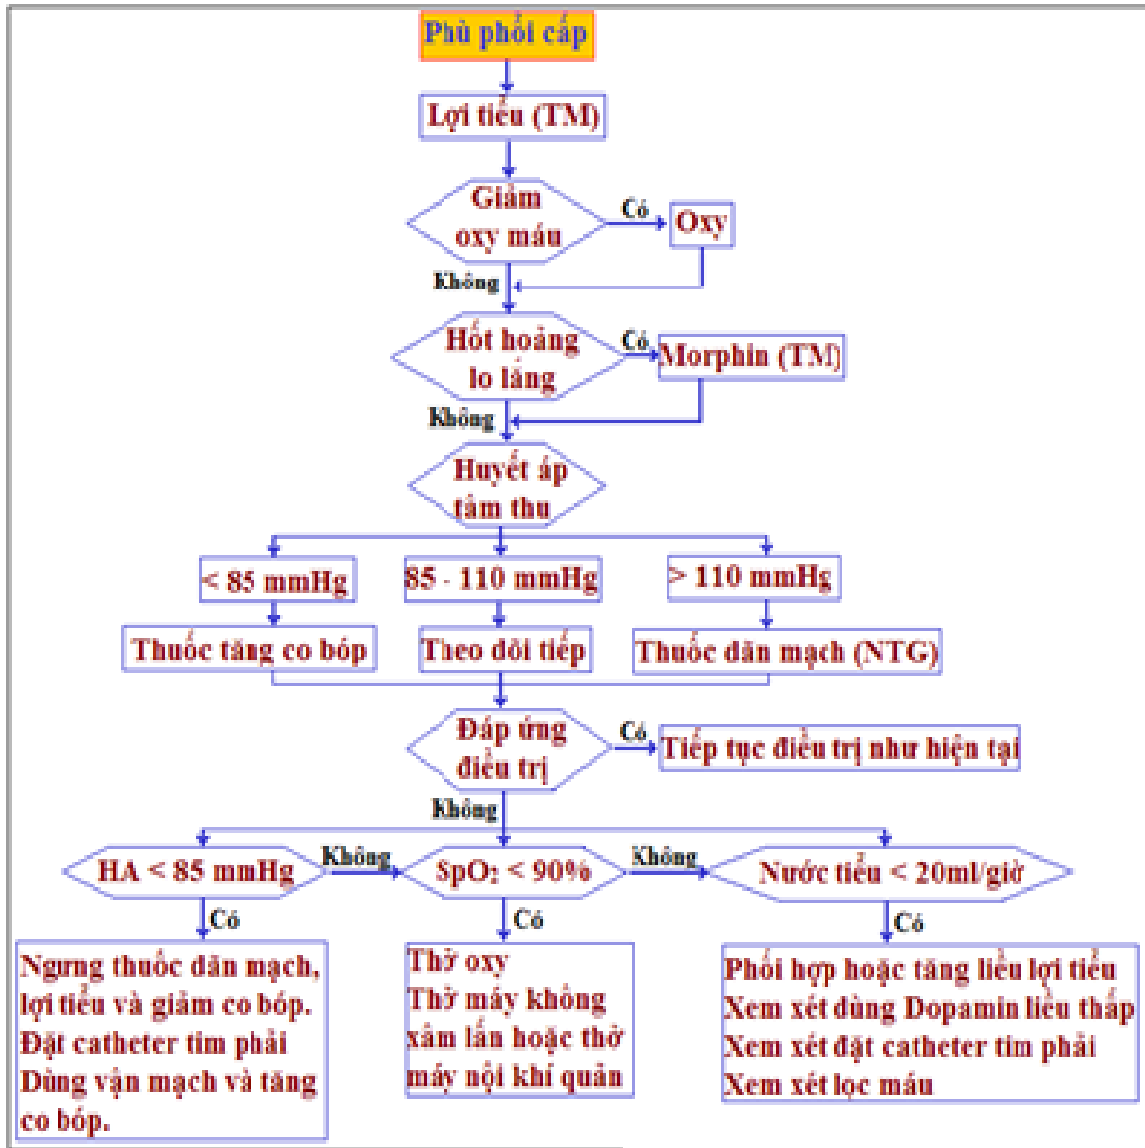 Phù phổi cấp
Lợi tiểu (TM)
Giảm
oxy máu
Có
Oxy
Không
Hốt hoảng
lo lắng
Có
Morphin (TM)
Không
Huyết áp
tâm thu
< 85 mmHg
85 - 110 mmHg
> 110 mmHg
Thuốc tăng co bóp
Theo dõi tiếp
Thuốc dãn mạch (NTG)
Đáp ứng
điều trị
Có
Tiếp tục điều trị như hiện tại
Không
HA < 85 mmHg
Không
SpO₂ < 90%
Không
Nước tiểu < 20ml/giờ
Có
Có
Có
Ngưng thuốc dãn mạch,
lợi tiểu và giảm co bóp.
Đặt catheter tim phải
Dùng vận mạch và tăng
co bóp.
Thở oxy
Thở máy không
xâm lấn hoặc thở
máy nội khí quản
Phối hợp hoặc tăng liều lợi tiểu
Xem xét dùng Dopamin liều thấp
Xem xét đặt catheter tim phải
Xem xét lọc máu